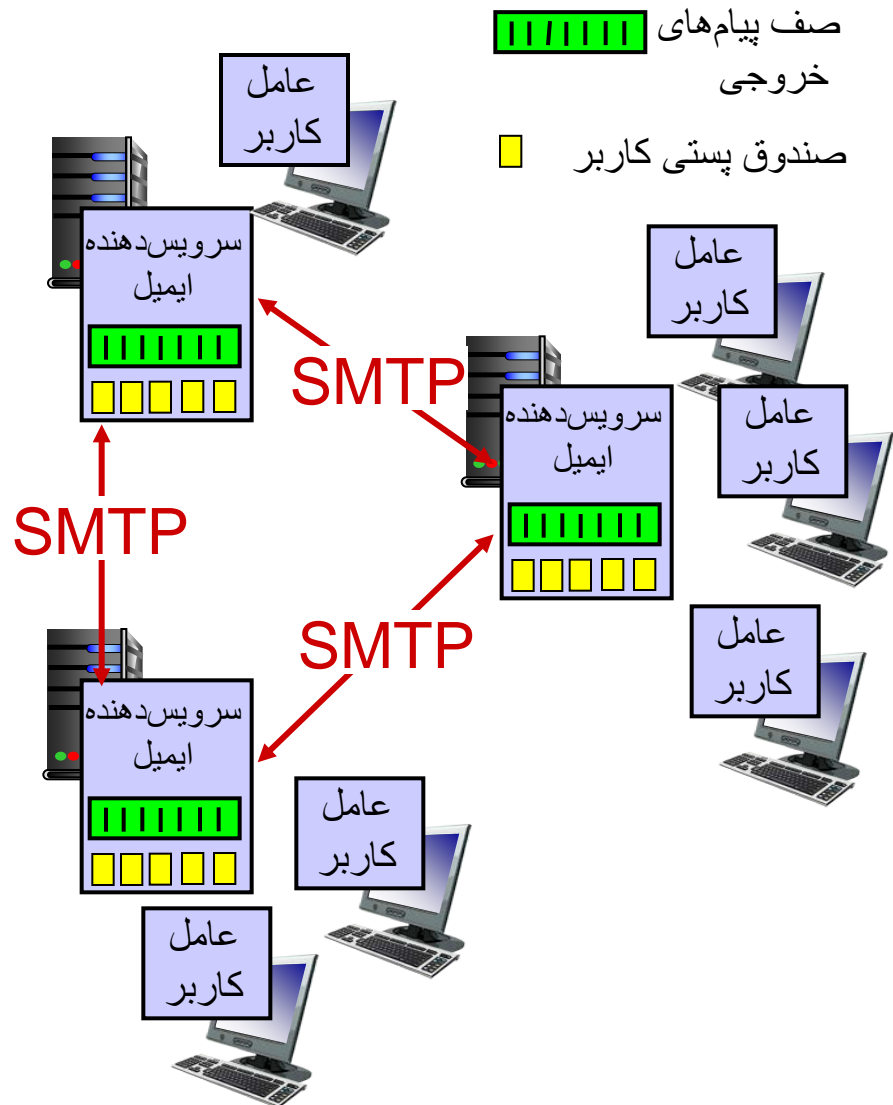 صف پیام‌های
خروجی
صندوق پستی کاربر
عامل
کاربر
سرویس‌دهنده
ایمیل
SMTP
عامل
کاربر
عامل
کاربر
سرویس‌دهنده
ایمیل
SMTP
SMTP
عامل
کاربر
سرویس‌دهنده
ایمیل
عامل
کاربر
عامل
کاربر